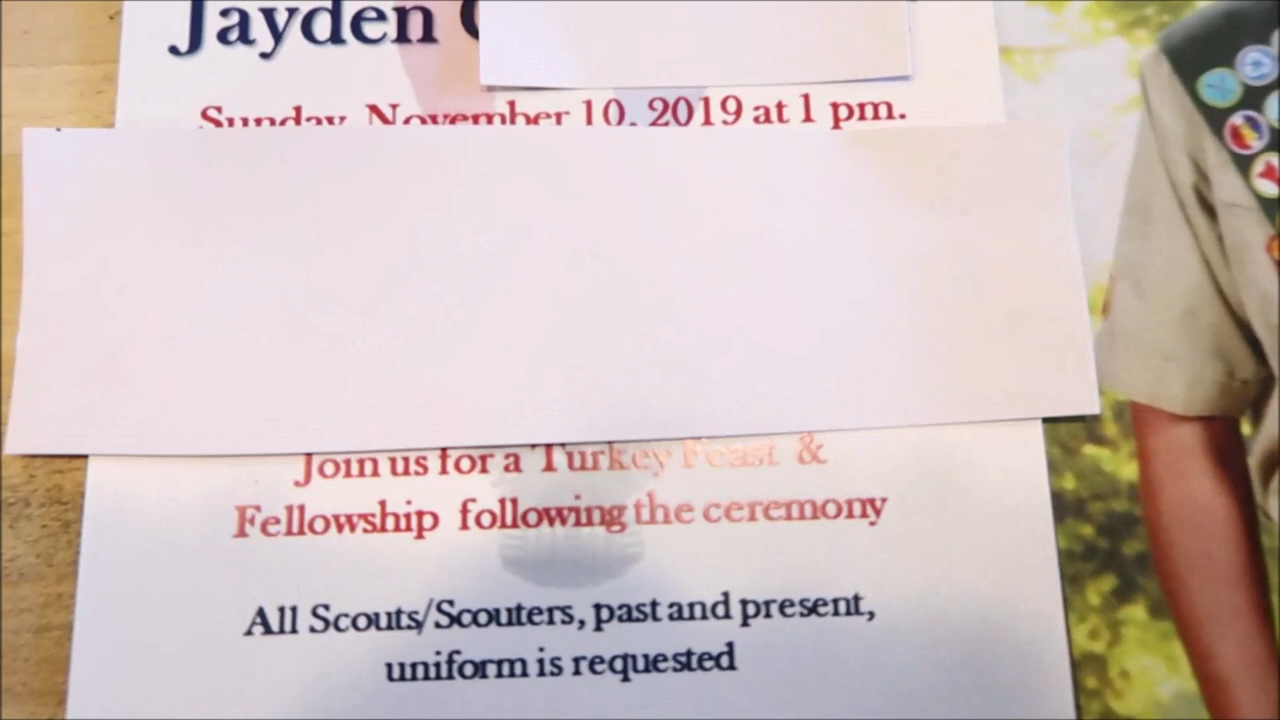 Jayden
Sunday, November 10, 2019 at 1 pm.
Join us for a Turkey Feast &
Fellowship following the ceremony
All Scouts/Scouters, past and present,
uniform is requested